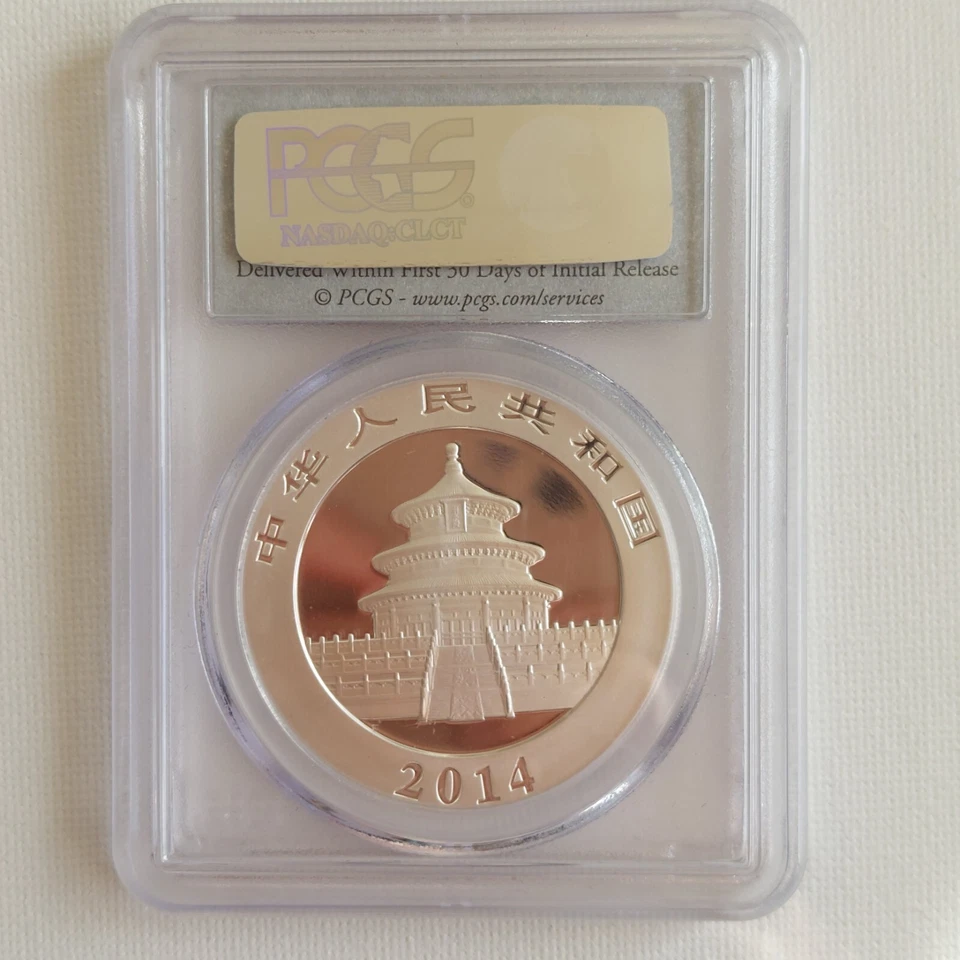 PCGS®
NASDAQ:CLCT
Delivered Within First 30 Days of Initial Release
© PCGS - www.pcgs.com/services
中华人民共和国
2014